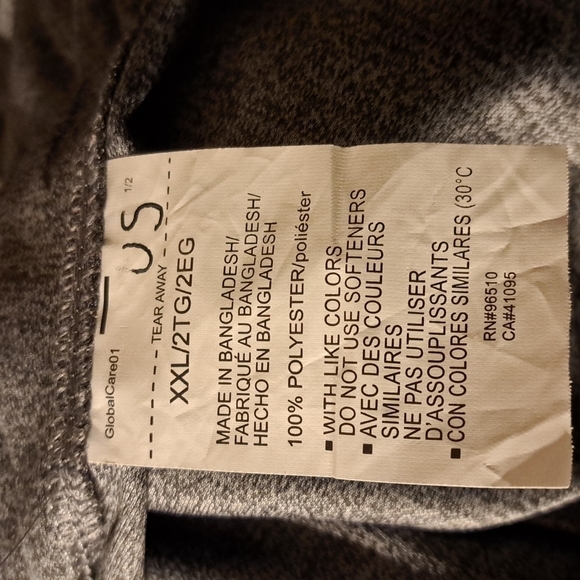 GlobalCare01
US
1/2
TEAR AWAY
XXL/2TG/2EG
MADE IN BANGLADESH/
FABRIQUÉ AU BANGLADESH/
HECHO EN BANGLADESH
100% POLYESTER/poliéster
▪ WITH LIKE COLORS
DO NOT USE SOFTENERS
▪ AVEC DES COULEURS
SIMILAIRES
NE PAS UTILISER
D'ASSOUPLISSANTS
▪ CON COLORES SIMILARES (30°C
RN#96510
CA#41095